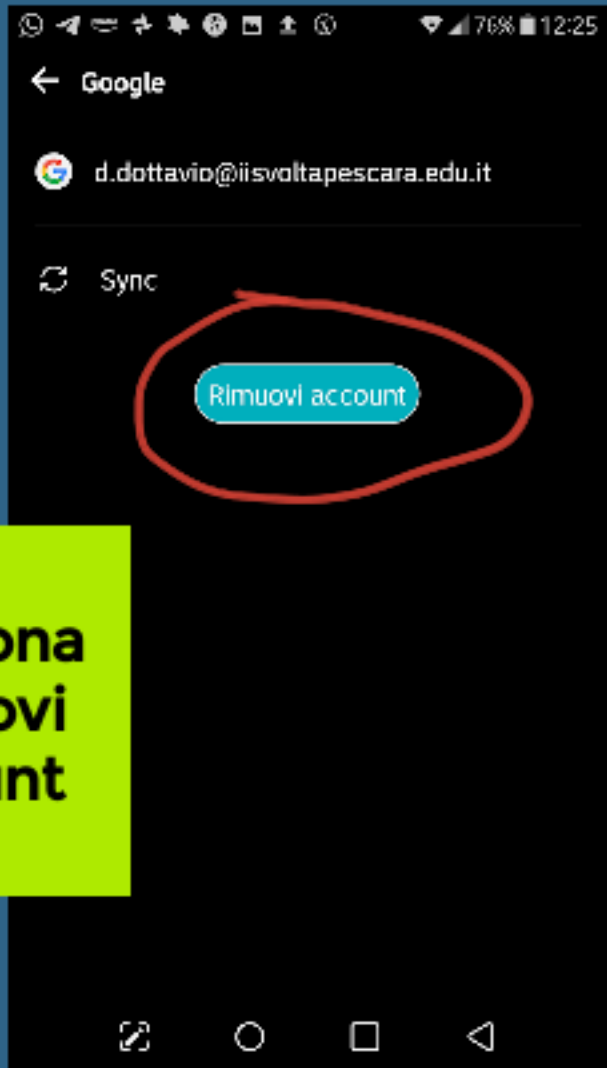 76% 12:25
Google
d.dottavio@iisvoltapescara.edu.it
Sync
Rimuovi account
ona
ovi
unt